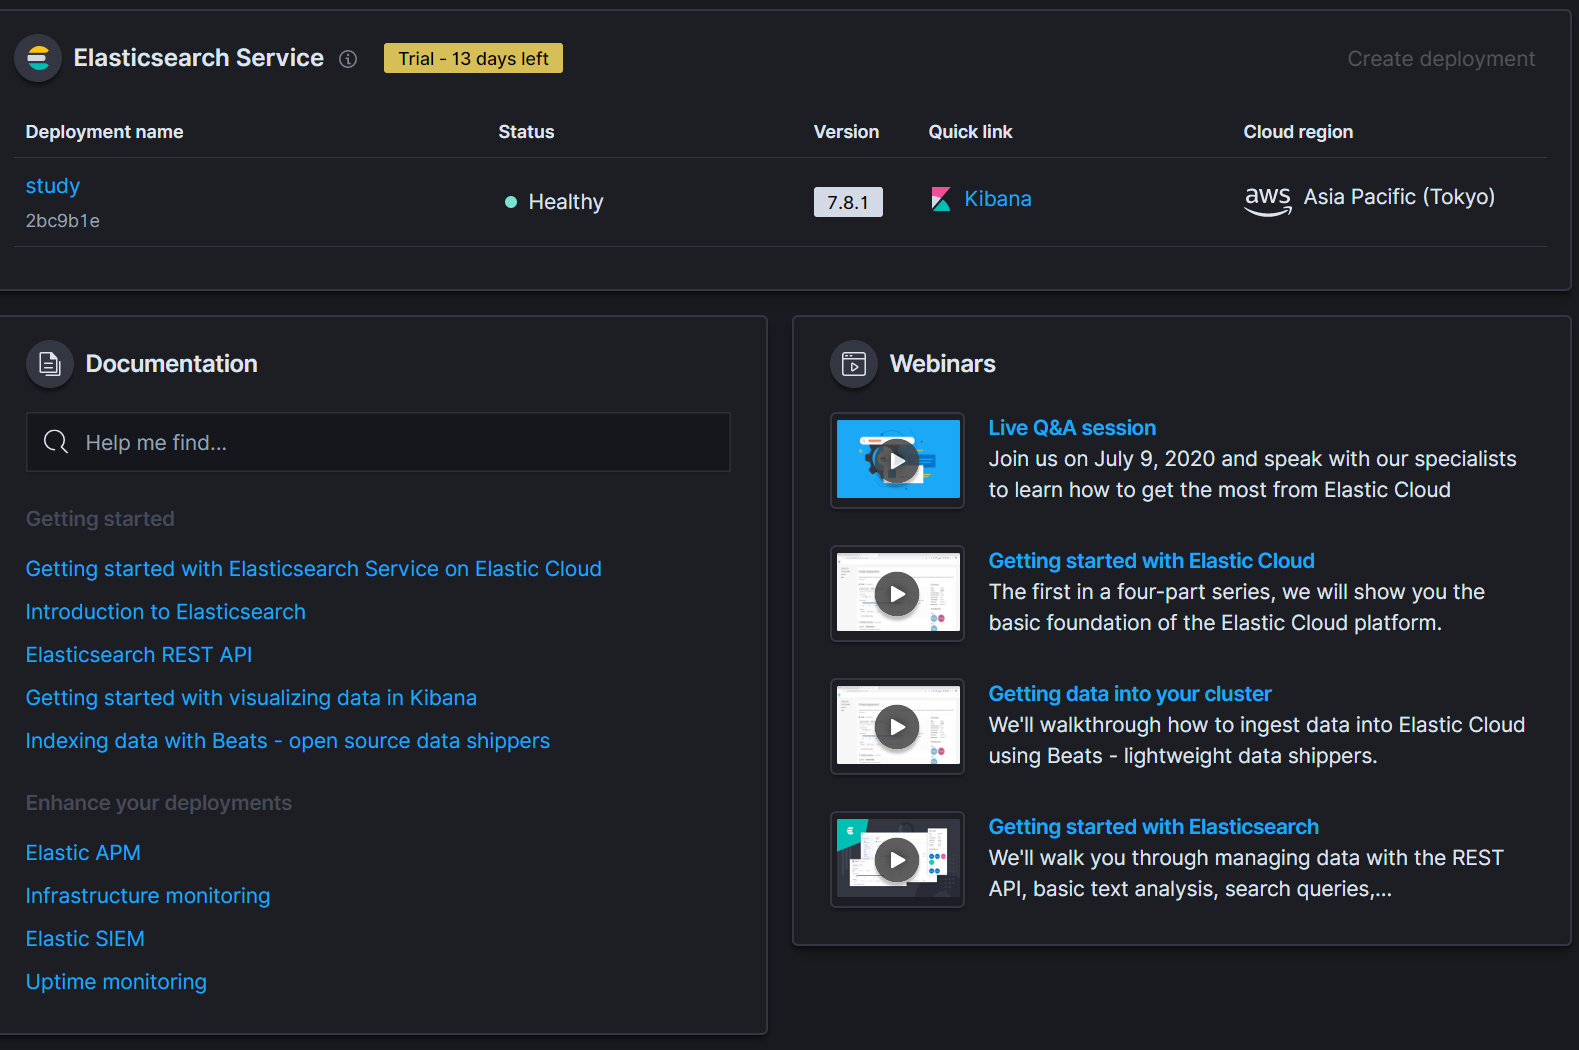 Elasticsearch Service
Trial - 13 days left
Create deployment
Deployment name
Status
Version
Quick link
Cloud region
study
2bc9b1e
Healthy
7.8.1
Kibana
aws
Asia Pacific (Tokyo)
Documentation
Help me find...
Getting started
Getting started with Elasticsearch Service on Elastic Cloud
Introduction to Elasticsearch
Elasticsearch REST API
Getting started with visualizing data in Kibana
Indexing data with Beats - open source data shippers
Enhance your deployments
Elastic APM
Infrastructure monitoring
Elastic SIEM
Uptime monitoring
Webinars
Live Q&A session
Join us on July 9, 2020 and speak with our specialists
to learn how to get the most from Elastic Cloud
Getting started with Elastic Cloud
The first in a four-part series, we will show you the
basic foundation of the Elastic Cloud platform.
Getting data into your cluster
We'll walkthrough how to ingest data into Elastic Cloud
using Beats - lightweight data shippers.
Getting started with Elasticsearch
We'll walk you through managing data with the REST
API, basic text analysis, search queries,...